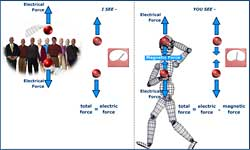 Electrical
Force
I SEE –
Electrical
Force
total
force = electric
force
YOU SEE –
Electrical
Force
Magnetic Force
Electrical
Force
total
force = electric
force + magnetic
force